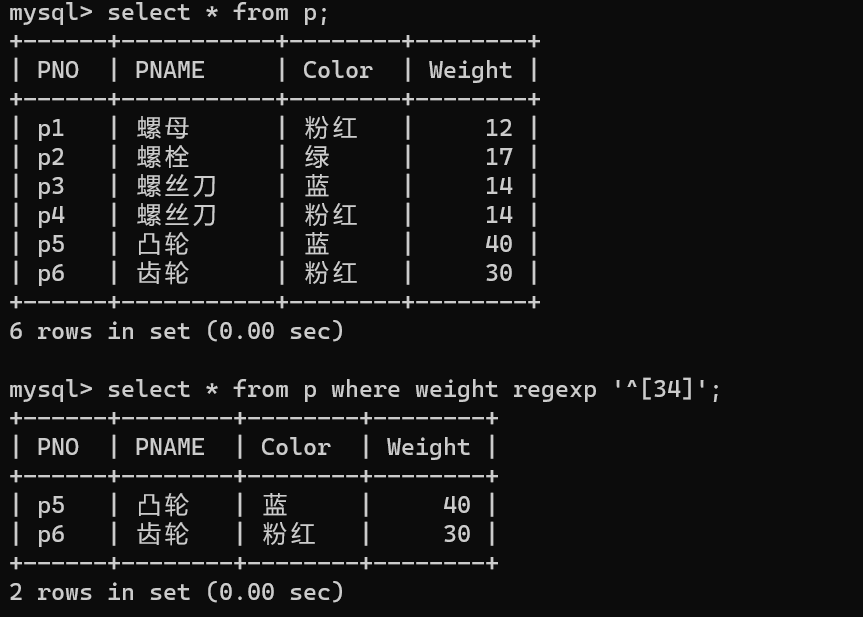 mysql> select * from p;
+------+-----------+--------+--------+
| PNO  | PNAME     | Color  | Weight |
+------+-----------+--------+--------+
| p1   | 螺母      | 粉红   |     12 |
| p2   | 螺栓      | 绿     |     17 |
| p3   | 螺丝刀    | 蓝     |     14 |
| p4   | 螺丝刀    | 粉红   |     14 |
| p5   | 凸轮      | 蓝     |     40 |
| p6   | 齿轮      | 粉红   |     30 |
+------+-----------+--------+--------+
6 rows in set (0.00 sec)
mysql> select * from p where weight regexp '^[34]';
+------+--------+--------+--------+
| PNO  | PNAME  | Color  | Weight |
+------+--------+--------+--------+
| p5   | 凸轮   | 蓝     |     40 |
| p6   | 齿轮   | 粉红   |     30 |
+------+--------+--------+--------+
2 rows in set (0.00 sec)